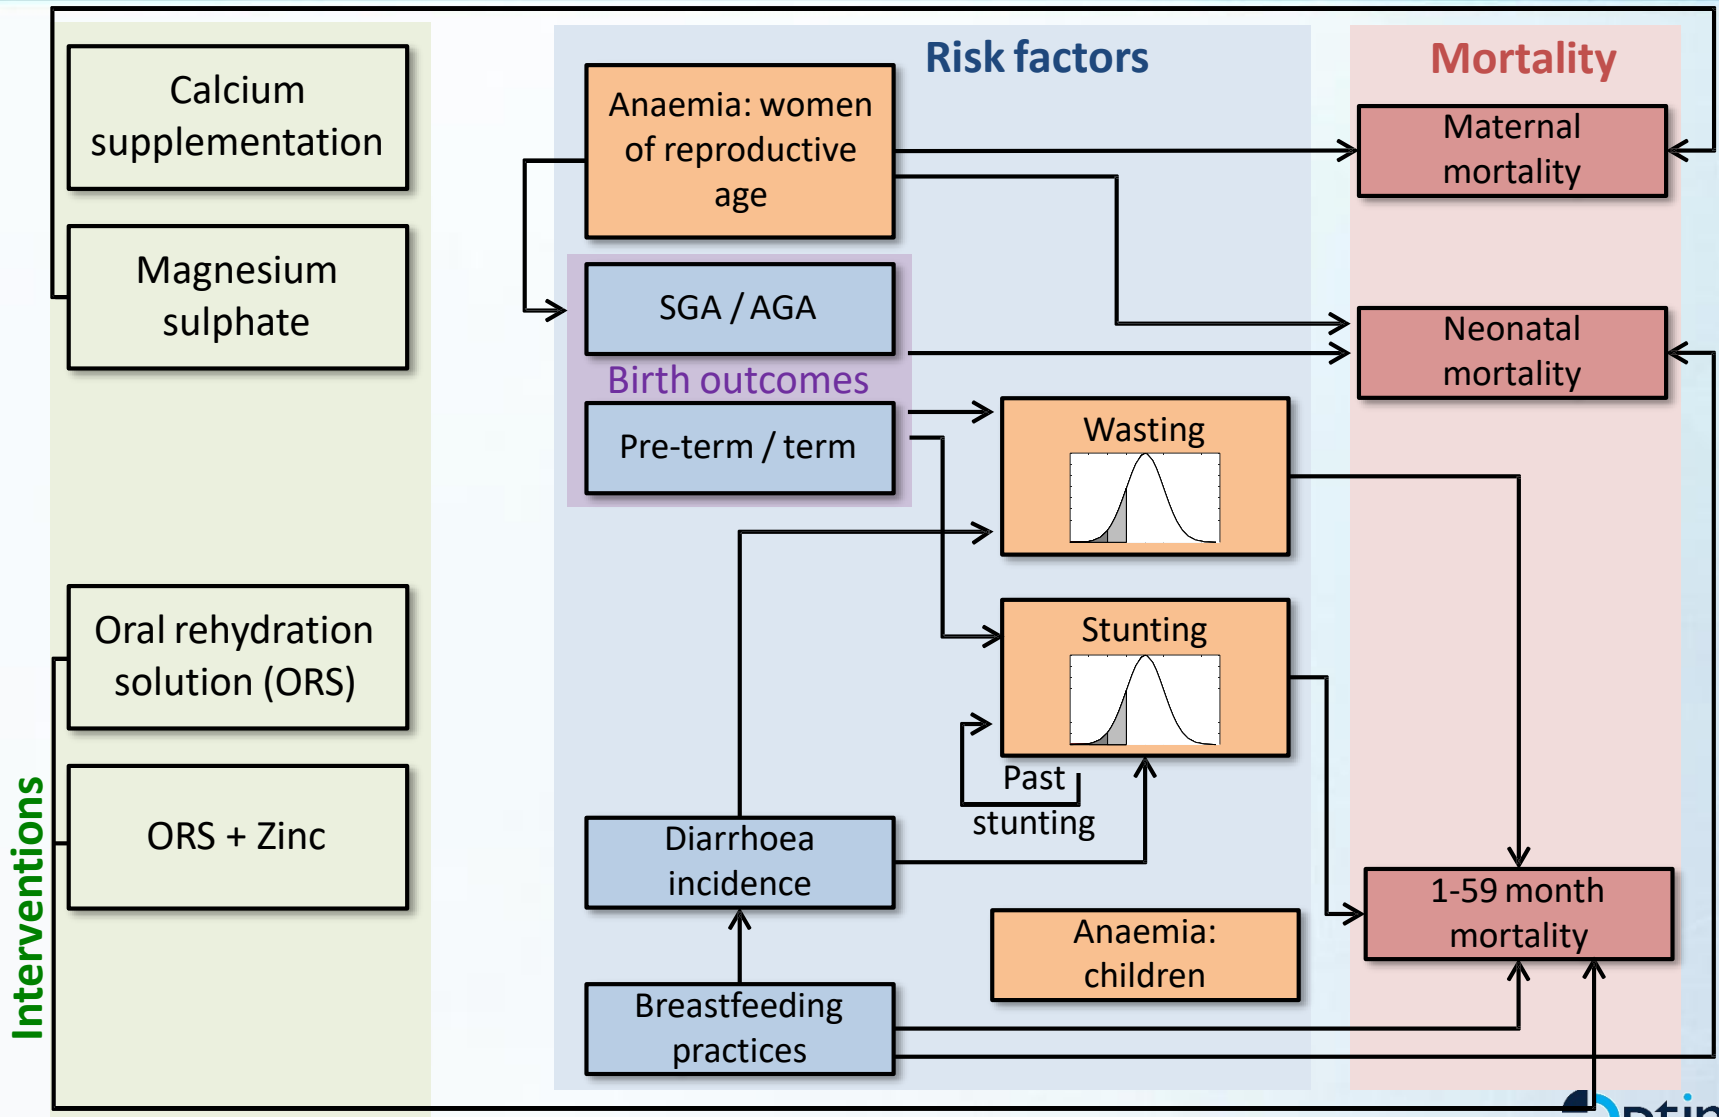 Calcium
supplementation
Magnesium
sulphate
Oral rehydration
solution (ORS)
ORS + Zinc
Interventions
Risk factors
Anaemia: women
of reproductive
age
SGA / AGA
Birth outcomes
Pre-term / term
Wasting
Stunting
Past
stunting
Diarrhoea
incidence
Anaemia:
children
Breastfeeding
practices
Mortality
Maternal
mortality
Neonatal
mortality
1-59 month
mortality